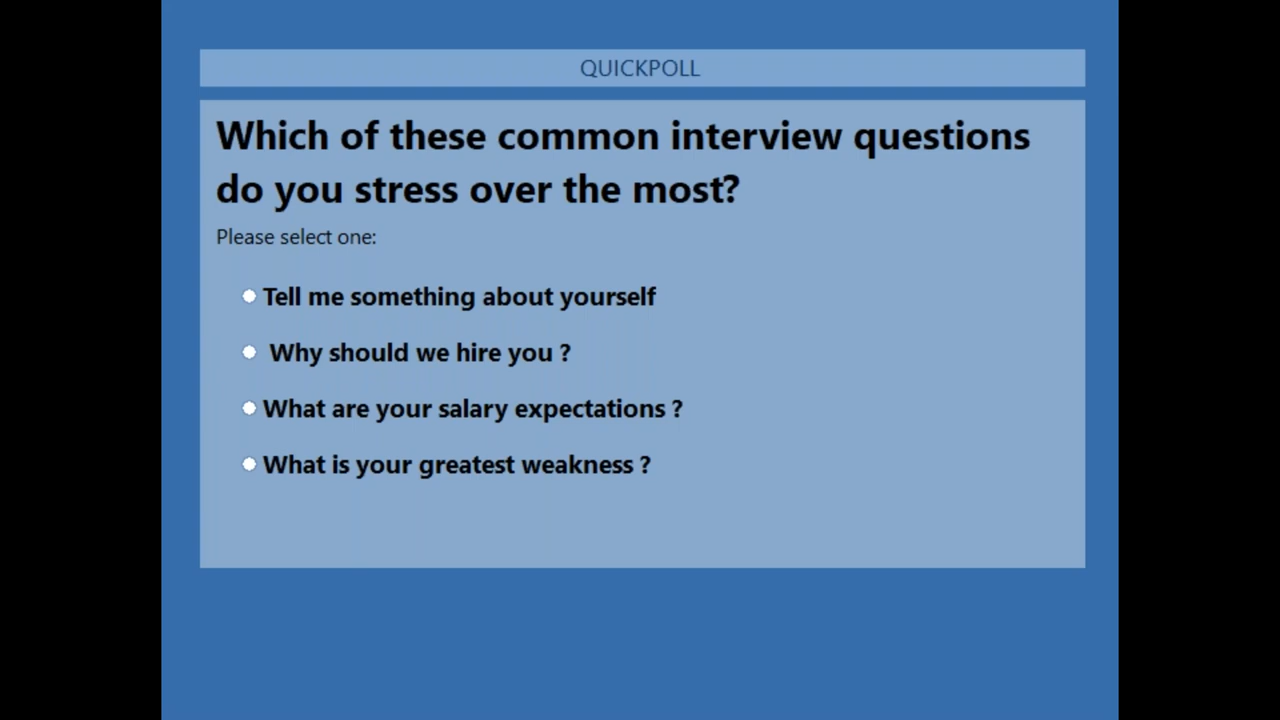 QUICKPOLL
Which of these common interview questions
do you stress over the most?
Please select one:
Tell me something about yourself
Why should we hire you ?
What are your salary expectations ?
What is your greatest weakness ?